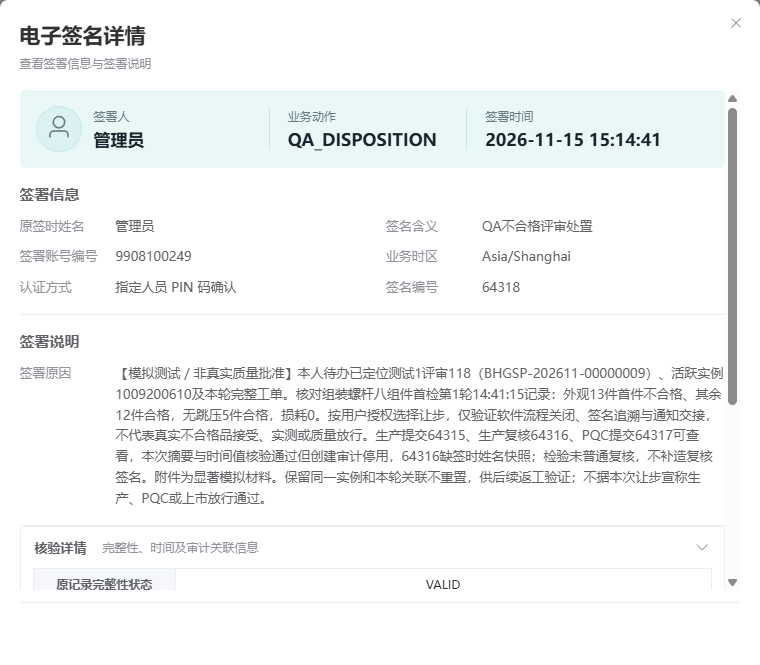 电子签名详情
查看签署信息与签署说明
签署人
管理员
业务动作
QA_DISPOSITION
签署时间
2026-11-15 15:14:41
签署信息
原签时姓名 管理员 签名含义 QA不合格评审处置
签署账号编号 9908100249 业务时区 Asia/Shanghai
认证方式 指定人员 PIN 码确认 签名编号 64318
签署说明
签署原因 【模拟测试 / 非真实质量批准】本人待办已定位测试1评审118（BHGSP-202611-00000009）、活跃实例
1009200610及本轮完整工单。核对组装螺杆八组件首检第1轮14:41:15记录：外观13件首件不合格、其余
12件合格，无跳压5件合格，损耗0。按用户授权选择让步，仅验证软件流程关闭、签名追溯与通知交接，
不代表真实不合格品接受、实测或质量放行。生产提交64315、生产复核64316、PQC提交64317可查
看，本次摘要与时间值核验通过但创建审计停用，64316缺签时姓名快照；检验未普通复核，不补造复核
签名。附件为显著模拟材料。保留同一实例和本轮关联不重置，供后续返工验证；不据本次让步宣称生
产、PQC或上市放行通过。
核验详情 完整性、时间及审计关联信息
原记录完整性状态 VALID